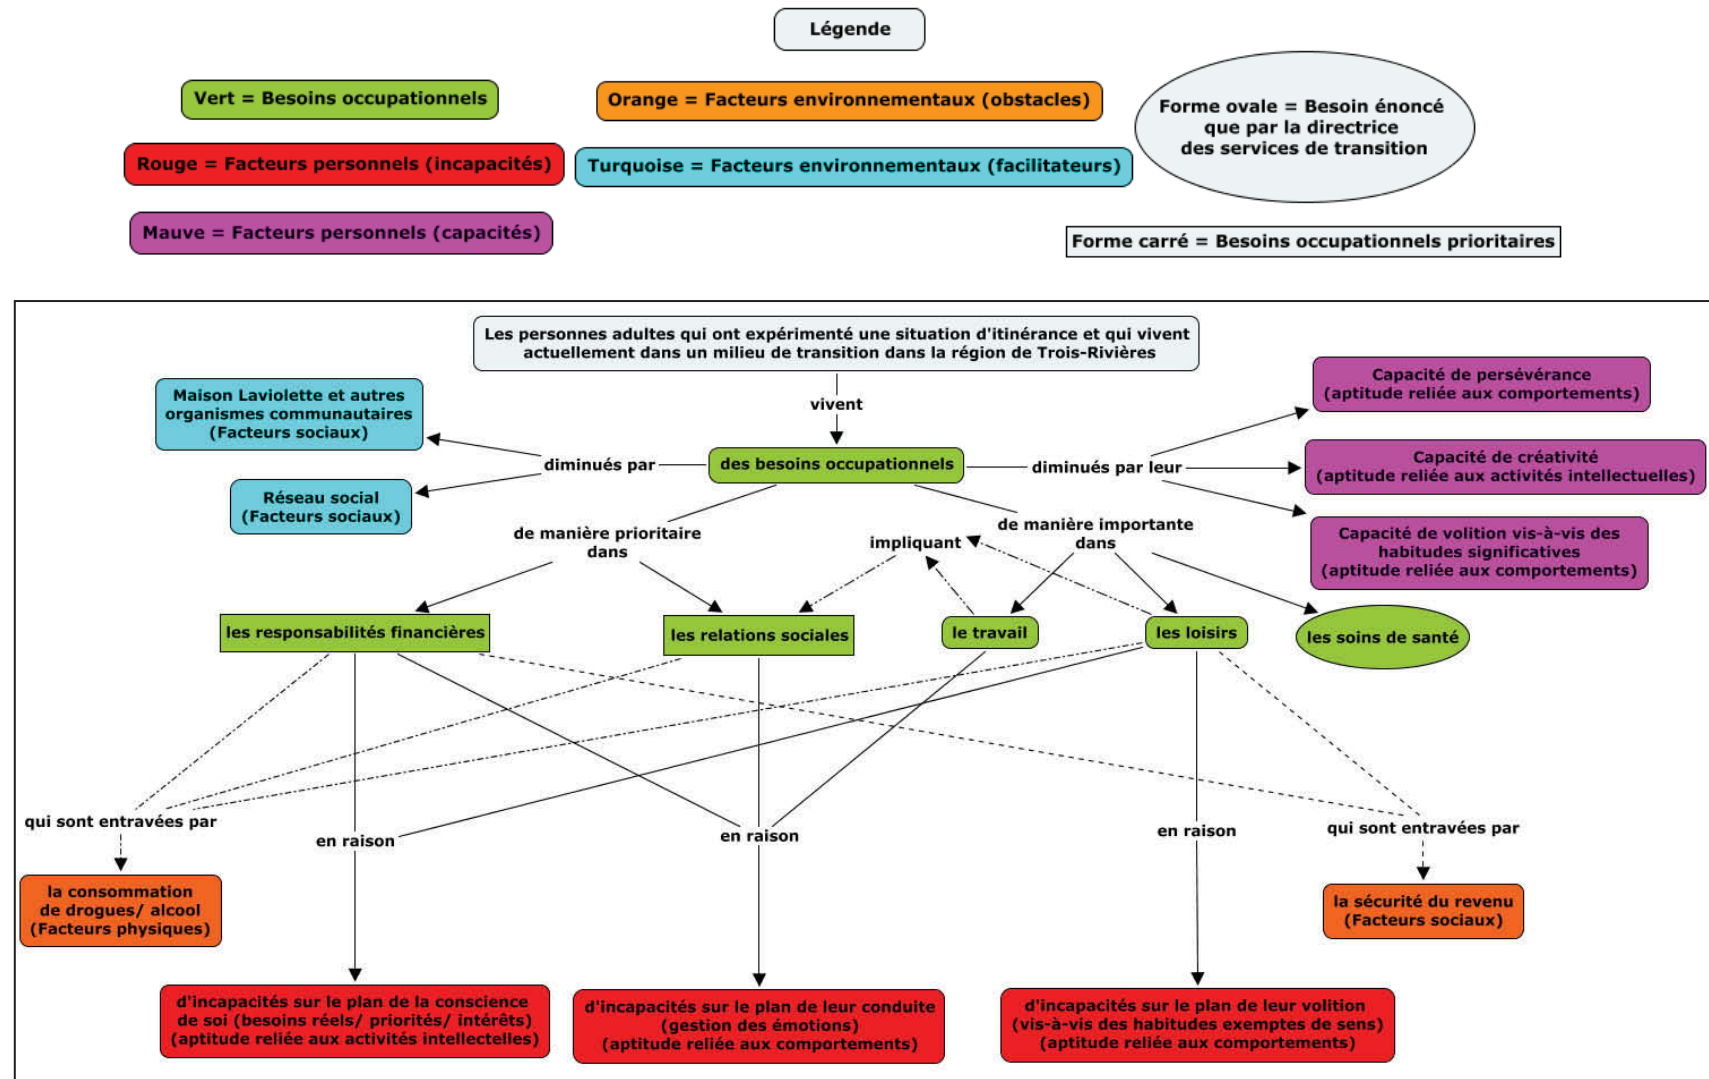 Légende
Vert = Besoins occupationnels
Orange = Facteurs environnementaux (obstacles)
Forme ovale = Besoin énoncé
que par la directrice
des services de transition
Rouge = Facteurs personnels (incapacités)
Turquoise = Facteurs environnementaux (facilitateurs)
Mauve = Facteurs personnels (capacités)
Forme carré = Besoins occupationnels prioritaires
Les personnes adultes qui ont expérimenté une situation d'itinérance et qui vivent
actuellement dans un milieu de transition dans la région de Trois-Rivières
vivent
Maison Laviolette et autres
organismes communautaires
(Facteurs sociaux)
Capacité de persévérance
(aptitude reliée aux comportements)
diminués par
des besoins occupationnels
diminués par leur
Capacité de créativité
(aptitude reliée aux activités intellectuelles)
Réseau social
(Facteurs sociaux)
Capacité de volition vis-à-vis des
habitudes significatives
(aptitude reliée aux comportements)
de manière prioritaire
dans
impliquant
de manière importante
dans
les responsabilités financières
les relations sociales
le travail
les loisirs
les soins de santé
qui sont entravées par
en raison
en raison
en raison
qui sont entravées par
la consommation
de drogues/ alcool
(Facteurs physiques)
la sécurité du revenu
(Facteurs sociaux)
d'incapacités sur le plan de la conscience
de soi (besoins réels/ priorités/ intérêts)
(aptitude reliée aux activités intellectelles)
d'incapacités sur le plan de leur conduite
(gestion des émotions)
(aptitude reliée aux comportements)
d'incapacités sur le plan de leur volition
(vis-à-vis des habitudes exemptes de sens)
(aptitude reliée aux comportements)